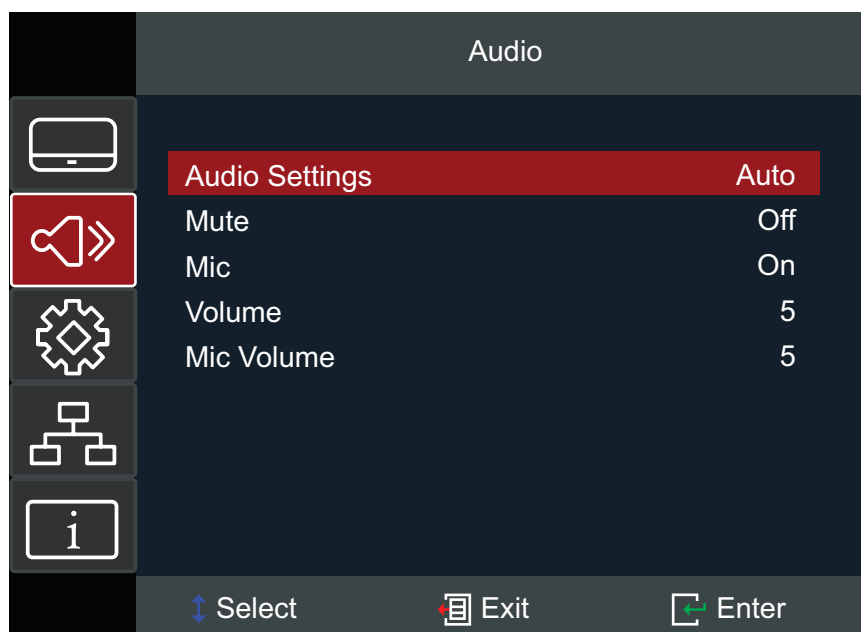 Audio
Audio Settings Auto
Mute Off
Mic On
Volume 5
Mic Volume 5
i
Select Exit Enter